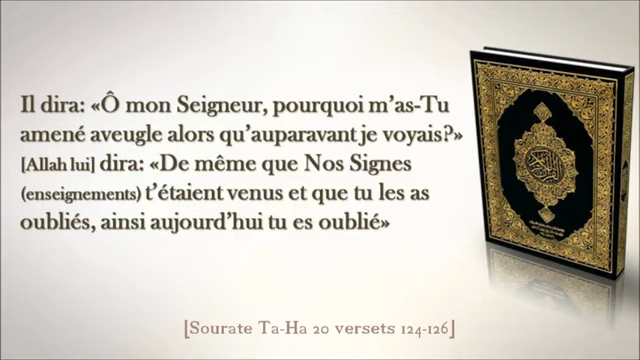 Il dira: «Ô mon Seigneur, pourquoi m'as-Tu
amené aveugle alors qu'auparavant je voyais?»
[Allah lui] dira: «De même que Nos Signes
(enseignements) t'étaient venus et que tu les as
oubliés, ainsi aujourd'hui tu es oublié»
[Sourate Ta-Ha 20 versets 124-126]